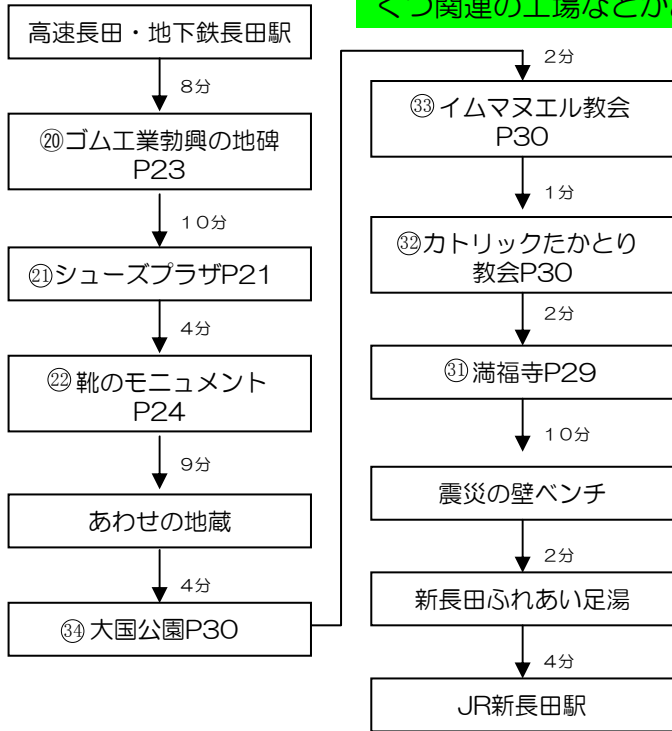 くつ関連の工場などが
高速長田・地下鉄長田駅
8分
⑳ゴム工業勃興の地碑
P23
10分
㉑シューズプラザP21
4分
㉒靴のモニュメント
P24
9分
あわせの地蔵
4分
㉞大国公園P30
2分
㉝イムマヌエル教会
P30
1分
㉜カトリックたかとり
教会P30
2分
㉛満福寺P29
10分
震災の壁ベンチ
2分
新長田ふれあい足湯
4分
JR新長田駅